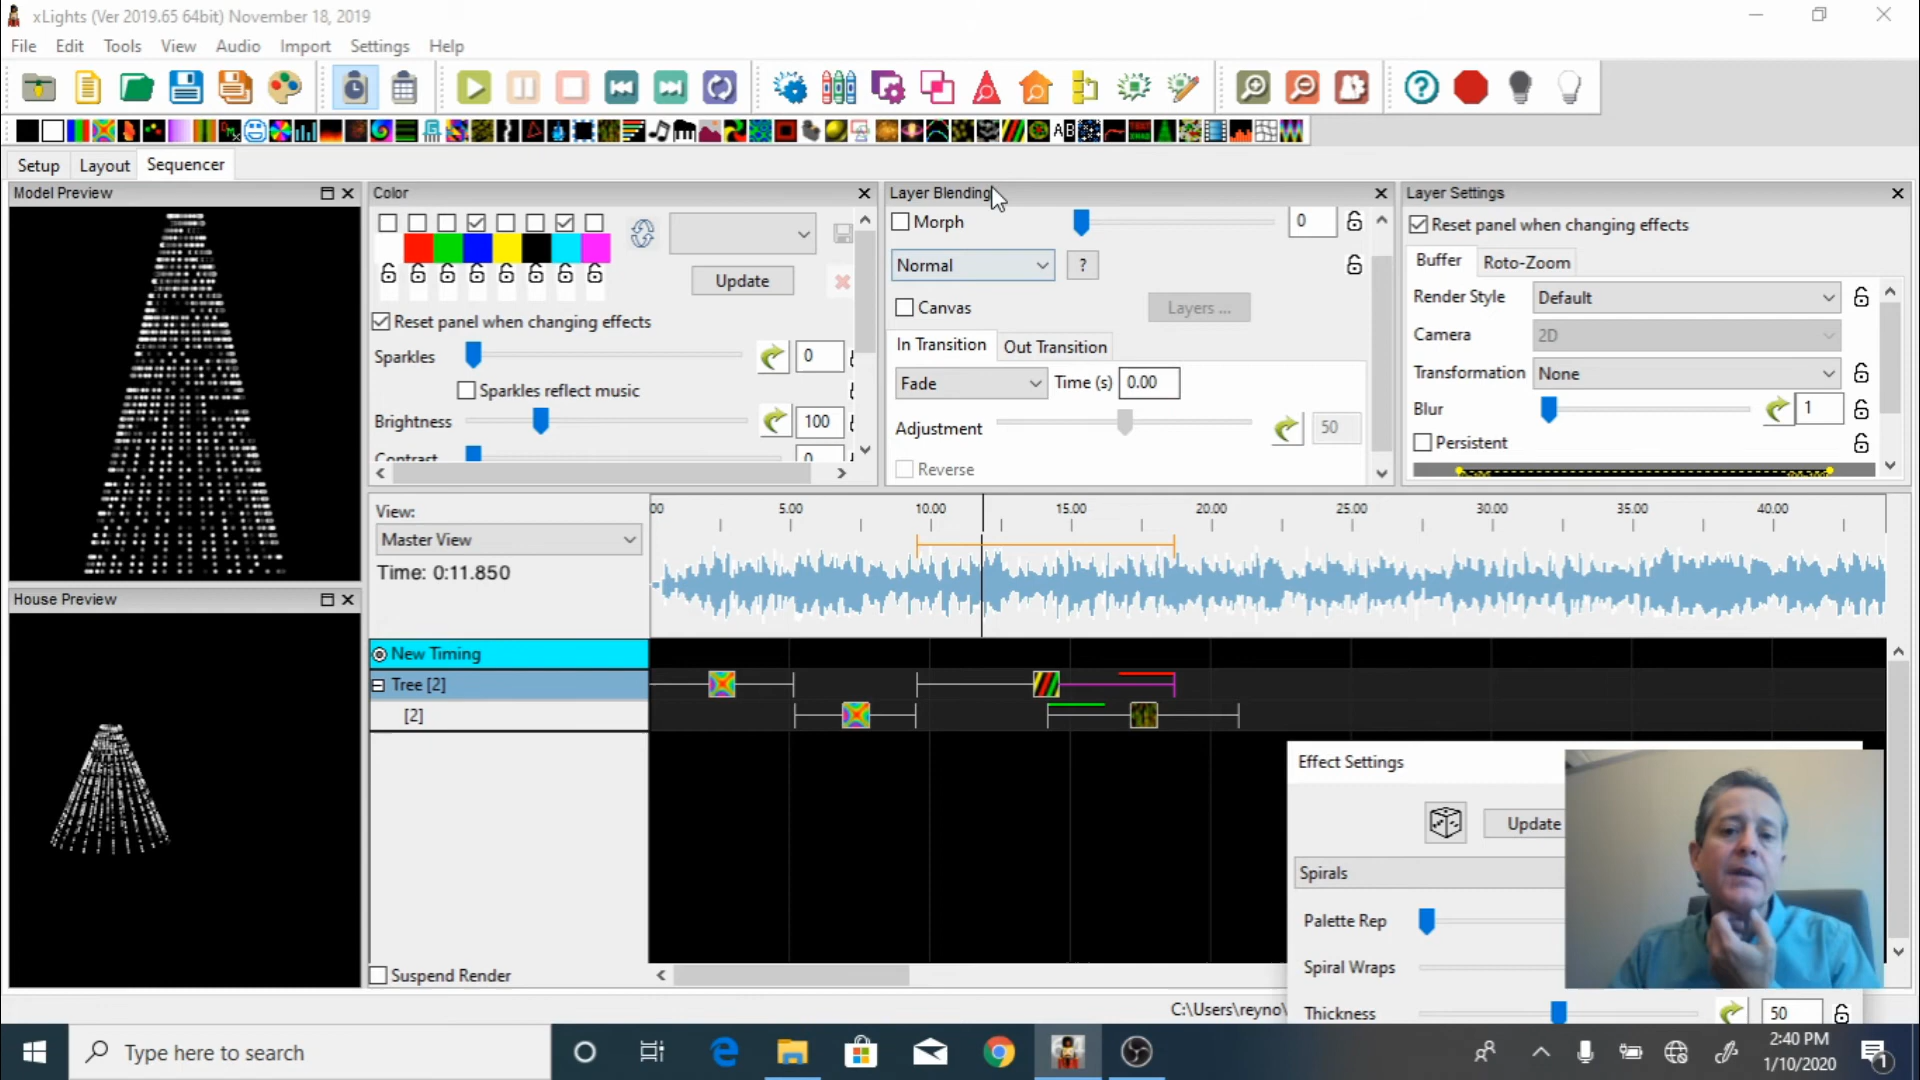 xLights (Ver 2019.65 64bit) November 18, 2019
File Edit Tools View Audio Import Settings Help
AB
Setup Layout Sequencer
Model Preview
Color
Layer Blending
Layer Settings
Morph
0
Reset panel when changing effects
Normal
?
Buffer
Roto-Zoom
Update
Render Style
Default
Canvas
Layers ...
Reset panel when changing effects
Camera
2D
In Transition
Out Transition
Sparkles
0
Transformation
None
Fade
Time (s)
0.00
Sparkles reflect music
Blur
1
Brightness
100
Adjustment
50
Persistent
Contrast
0
Reverse
View:
00 5.00 10.00 15.00 20.00 25.00 30.00 35.00 40.00
Master View
Time: 0:11.850
House Preview
New Timing
Tree [2]
[2]
Effect Settings
Update
Spirals
Palette Rep
Spiral Wraps
Suspend Render
C:\Users\reyno\
Thickness
50
Type here to search
2:40 PM
1/10/2020
1